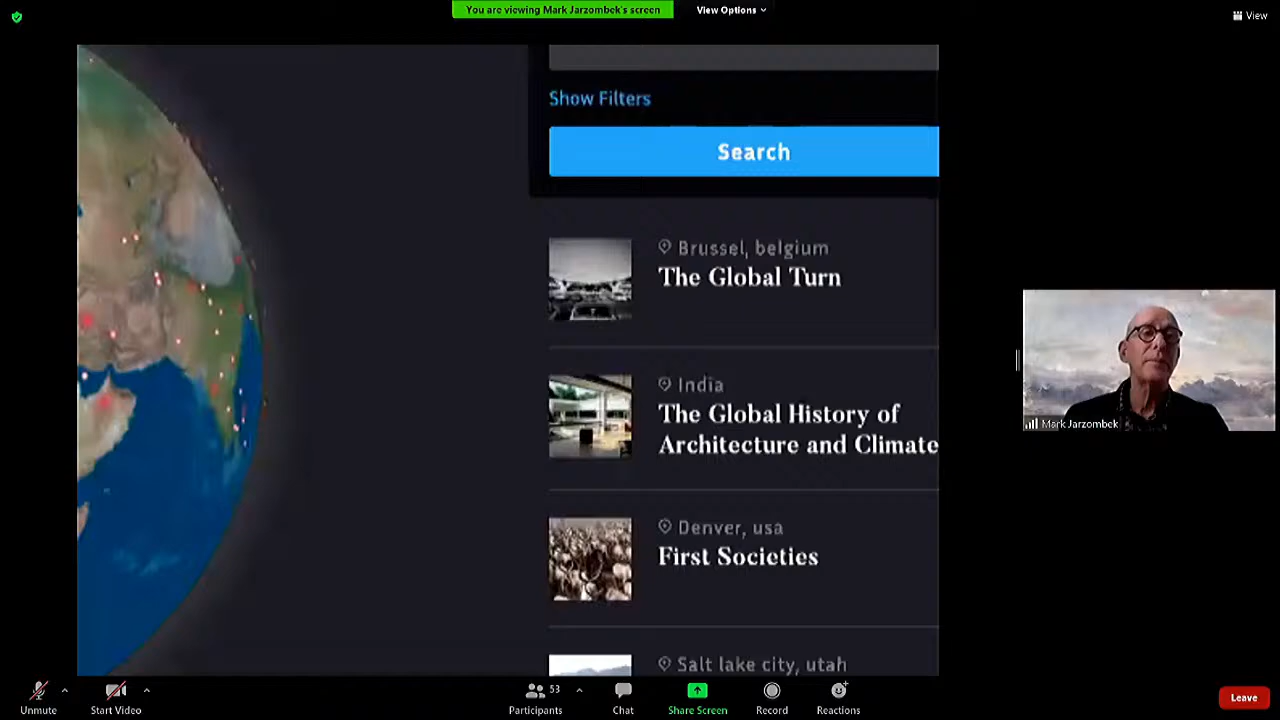 You are viewing Mark Jarzombek's screen
View Options
View
Show Filters
Search
Brussel, belgium
The Global Turn
India
The Global History of
Architecture and Climate
Denver, usa
First Societies
Salt lake city, utah
Mark Jarzombek
Unmute
Start Video
53
Participants
Chat
Share Screen
Record
Reactions
Leave